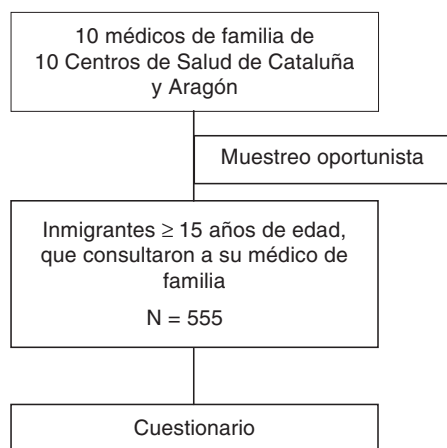 10 médicos de familia de
10 Centros de Salud de Cataluña
y Aragón
Muestreo oportunista
Inmigrantes ≥ 15 años de edad,
que consultaron a su médico de
familia
N = 555
Cuestionario